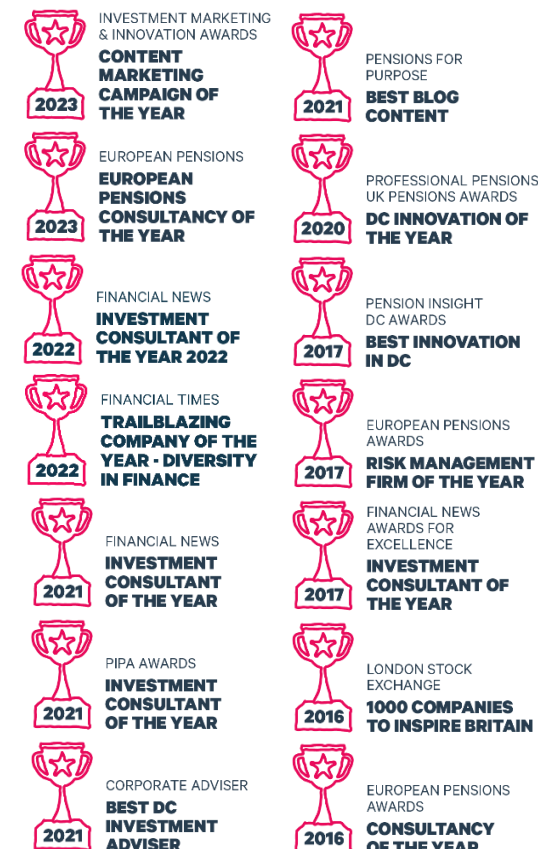 INVESTMENT MARKETING
& INNOVATION AWARDS
CONTENT
MARKETING
CAMPAIGN OF
THE YEAR
2023
EUROPEAN PENSIONS
EUROPEAN
PENSIONS
CONSULTANCY OF
THE YEAR
2023
FINANCIAL NEWS
INVESTMENT
CONSULTANT OF
THE YEAR 2022
2022
FINANCIAL TIMES
TRAILBLAZING
COMPANY OF THE
YEAR - DIVERSITY
IN FINANCE
2022
FINANCIAL NEWS
INVESTMENT
CONSULTANT
OF THE YEAR
2021
PIPA AWARDS
INVESTMENT
CONSULTANT
OF THE YEAR
2021
CORPORATE ADVISER
BEST DC
INVESTMENT
ADVISER
2021
PENSIONS FOR
PURPOSE
BEST BLOG
CONTENT
2021
PROFESSIONAL PENSIONS
UK PENSIONS AWARDS
DC INNOVATION OF
THE YEAR
2020
PENSION INSIGHT
DC AWARDS
BEST INNOVATION
IN DC
2017
EUROPEAN PENSIONS
AWARDS
RISK MANAGEMENT
FIRM OF THE YEAR
2017
FINANCIAL NEWS
AWARDS FOR
EXCELLENCE
INVESTMENT
CONSULTANT OF
THE YEAR
2017
LONDON STOCK
EXCHANGE
1000 COMPANIES
TO INSPIRE BRITAIN
2016
EUROPEAN PENSIONS
AWARDS
CONSULTANCY
OF THE YEAR
2016